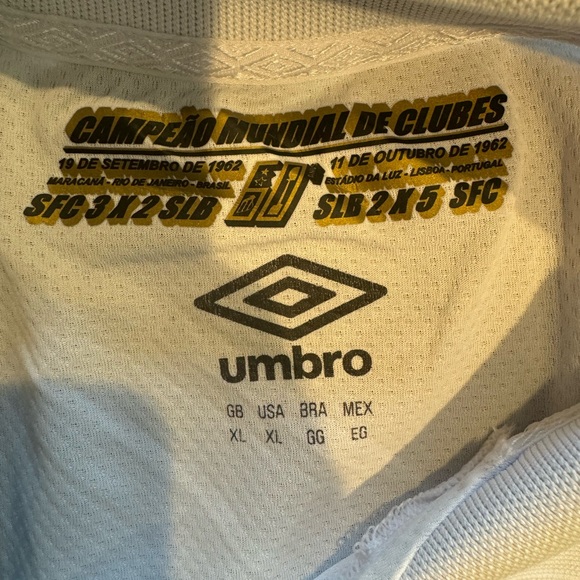 CAMPEÃO MUNDIAL DE CLUBES
19 DE SETEMBRO DE 1962
MARACANÃ - RIO DE JANEIRO - BRASIL
SFC 3 X 2 SLB
11 DE OUTUBRO DE 1962
ESTÁDIO DA LUZ - LISBOA - PORTUGAL
SLB 2 X 5 SFC
umbro
GB USA BRA MEX
XL XL GG EG